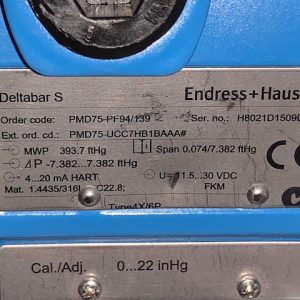 Deltabar S
Endress+Haus
Order code: PMD75-PF94/139
Ser. no.: H8021D1509D
Ext. ord. cd.: PMD75-UCC7HB1BAAA#
MWP 393.7 ftHg
Span 0.074/7.382 ftHg
ΔP -7.382...7.382 ftHg
4...20 mA HART
U= 11.5...30 VDC
Mat. 1.4435/316L C22.8;
FKM
Type4X/6P
Cal./Adj. 0...22 inHg